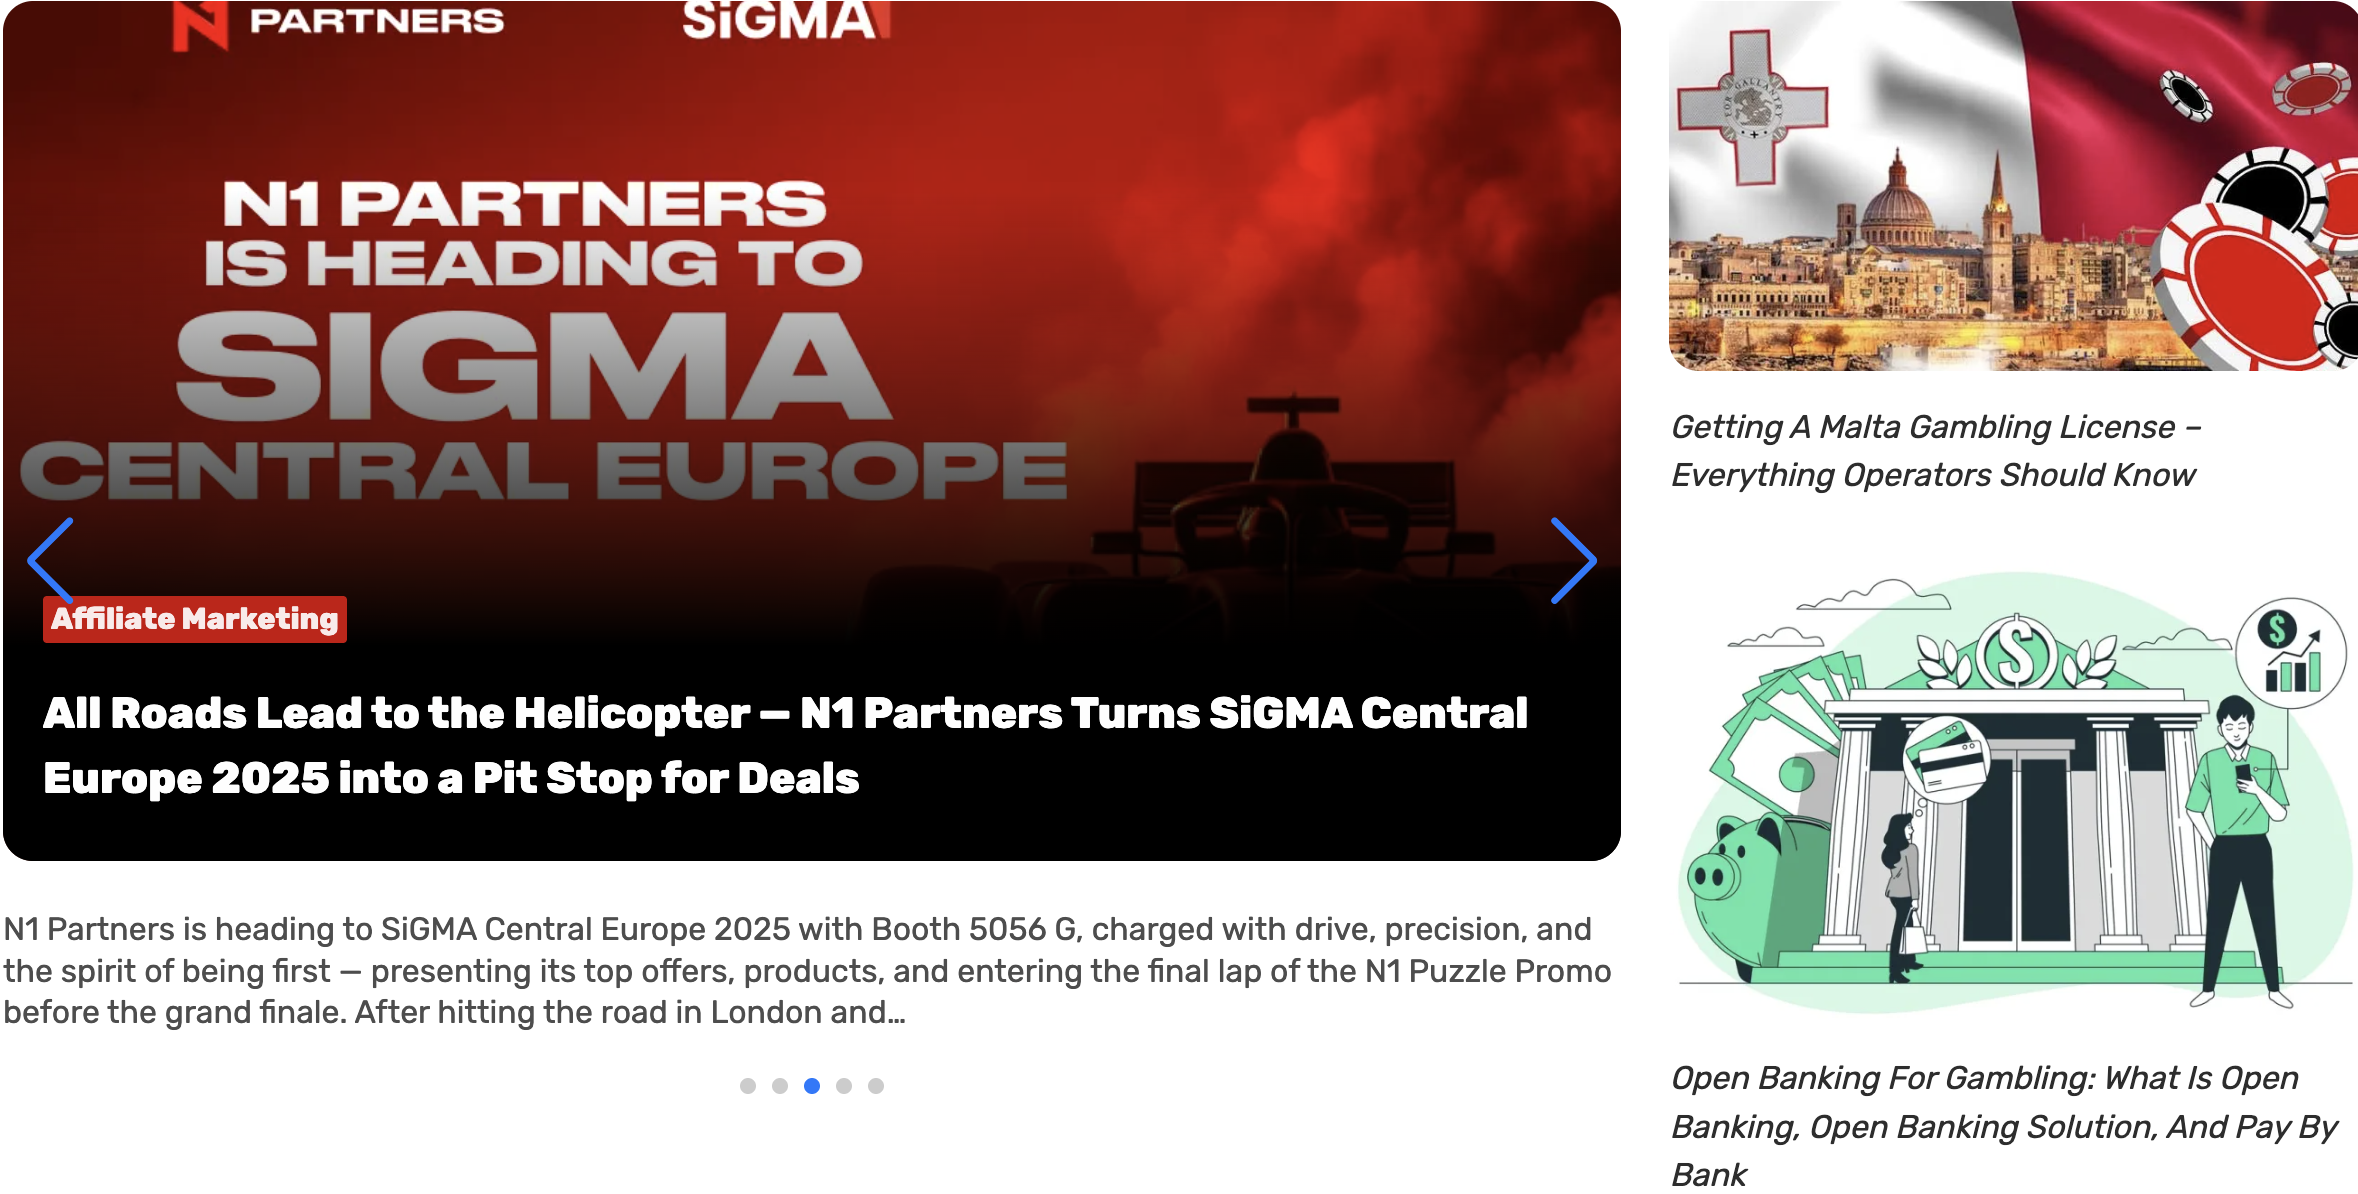 N1 PARTNERS SiGMA
N1 PARTNERS
IS HEADING TO
SIGMA
CENTRAL EUROPE
Affiliate Marketing
All Roads Lead to the Helicopter – N1 Partners Turns SiGMA Central
Europe 2025 into a Pit Stop for Deals
N1 Partners is heading to SiGMA Central Europe 2025 with Booth 5056 G, charged with drive, precision, and
the spirit of being first — presenting its top offers, products, and entering the final lap of the N1 Puzzle Promo
before the grand finale. After hitting the road in London and...
FOR GALLANTRY
Getting A Malta Gambling License –
Everything Operators Should Know
$
$
Open Banking For Gambling: What Is Open
Banking, Open Banking Solution, And Pay By
Bank